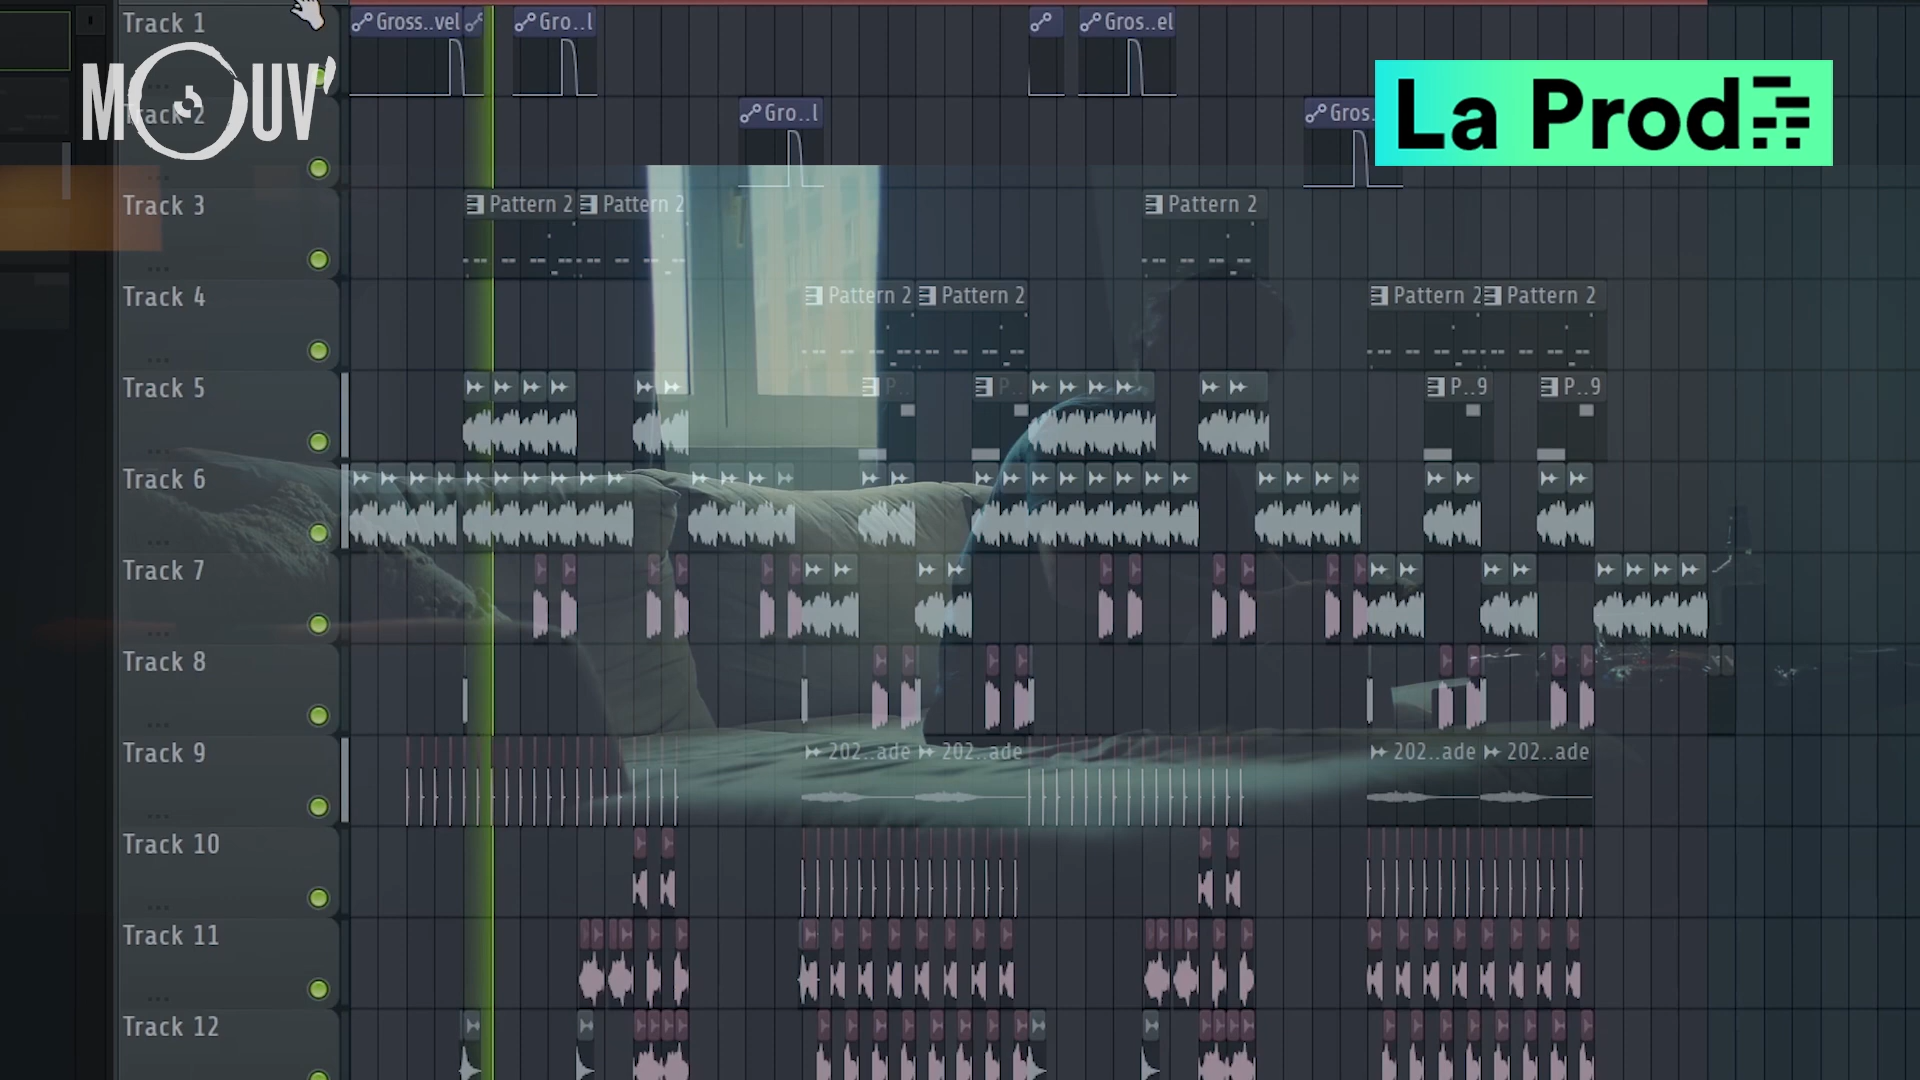 Track 1
Gross..vel
Gro..l
Gros..el
MOUV'
La Prod
Track 2
Gro..l
Gros.
Track 3
Pattern 2
Pattern 2
Pattern 2
Track 4
Pattern 2
Pattern 2
Pattern 2
Pattern 2
Track 5
P..
P..
P..9
P..9
Track 6
Track 7
Track 8
Track 9
202..ade
202..ade
202..ade
202..ade
Track 10
Track 11
Track 12